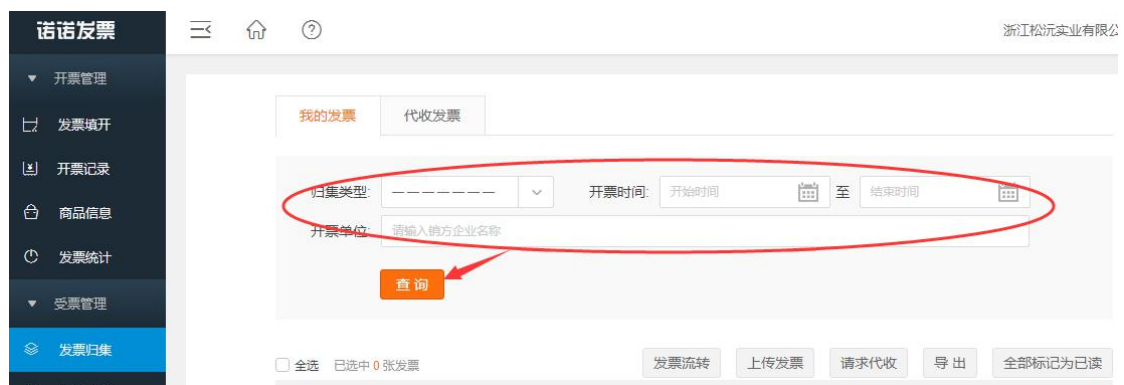 诺诺发票
浙江松沅实业有限公
开票管理
发票填开
开票记录
商品信息
发票统计
受票管理
发票归集
我的发票 代收发票
归集类型: ------- 开票时间: 开始时间 至 结束时间
开票单位: 请输入销方企业名称
查询
全选 已选中 0 张发票 发票流转 上传发票 请求代收 导出 全部标记为已读